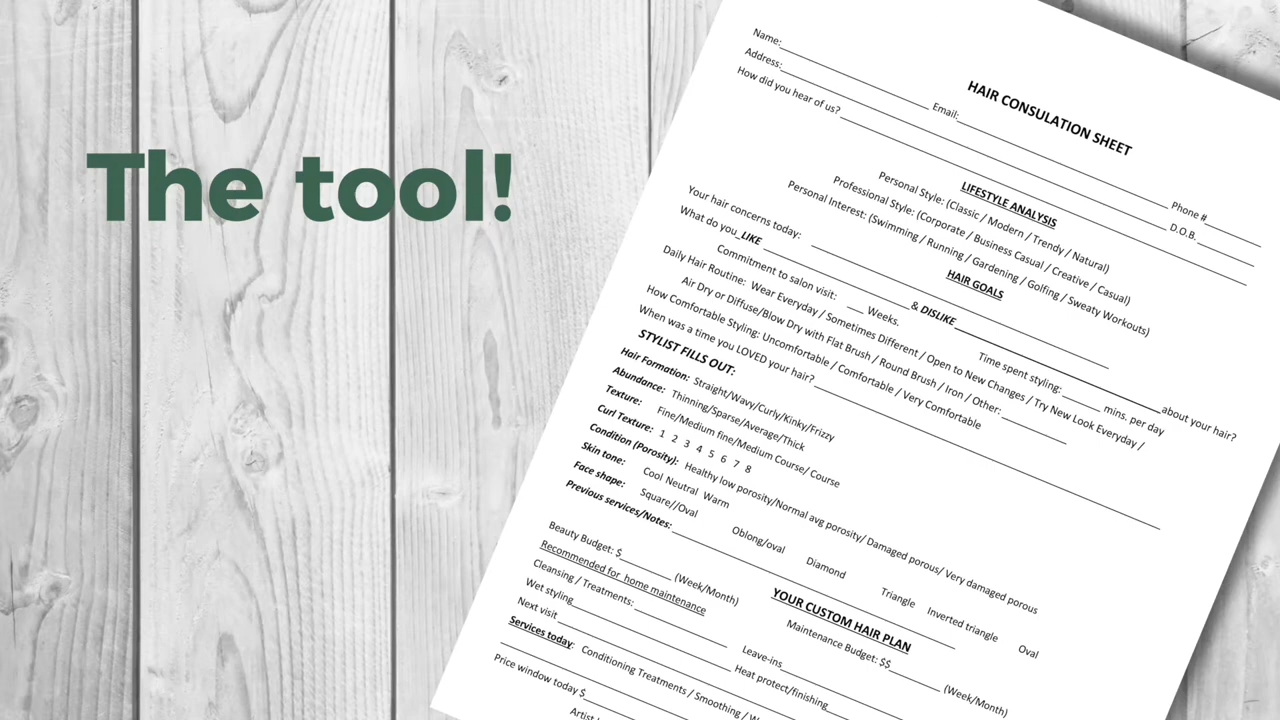 The tool!
Name:
Address:
How did you hear of us?
Email:
HAIR CONSULATION SHEET
Phone #
D.O.B.
LIFESTYLE ANALYSIS
Personal Style: (Classic / Modern / Trendy / Natural)
Professional Style: (Corporate / Business Casual / Creative / Casual)
Personal Interest: (Swimming / Running / Gardening / Golfing / Sweaty Workouts)
HAIR GOALS
Your hair concerns today:
What do you LIKE & DISLIKE about your hair?
Commitment to salon visit: ___ Weeks. Time spent styling: ______ mins. per day
Daily Hair Routine: Wear Everyday / Sometimes Different / Open to New Changes / Try New Look Everyday /
Air Dry or Diffuse/Blow Dry with Flat Brush / Round Brush / Iron / Other:
How Comfortable Styling: Uncomfortable / Comfortable / Very Comfortable
When was a time you LOVED your hair?
STYLIST FILLS OUT:
Hair Formation: Straight/Wavy/Curly/Kinky/Frizzy
Abundance: Thinning/Sparse/Average/Thick
Texture: Fine/Medium fine/Medium Course/ Course
Curl Texture: 1 2 3 4 5 6 7 8
Condition (Porosity): Healthy low porosity/Normal avg porosity/ Damaged porous/ Very damaged porous
Skin tone: Cool Neutral Warm
Face shape: Square//Oval Oblong/oval Diamond Triangle Inverted triangle Oval
Previous services/Notes:
YOUR CUSTOM HAIR PLAN
Beauty Budget: $ (Week/Month) Maintenance Budget: $$ (Week/Month)
Recommended for home maintenance
Cleansing / Treatments: Leave-ins
Wet styling Heat protect/finishing
Next visit
Services today: Conditioning Treatments / Smoothing /
Price window today $